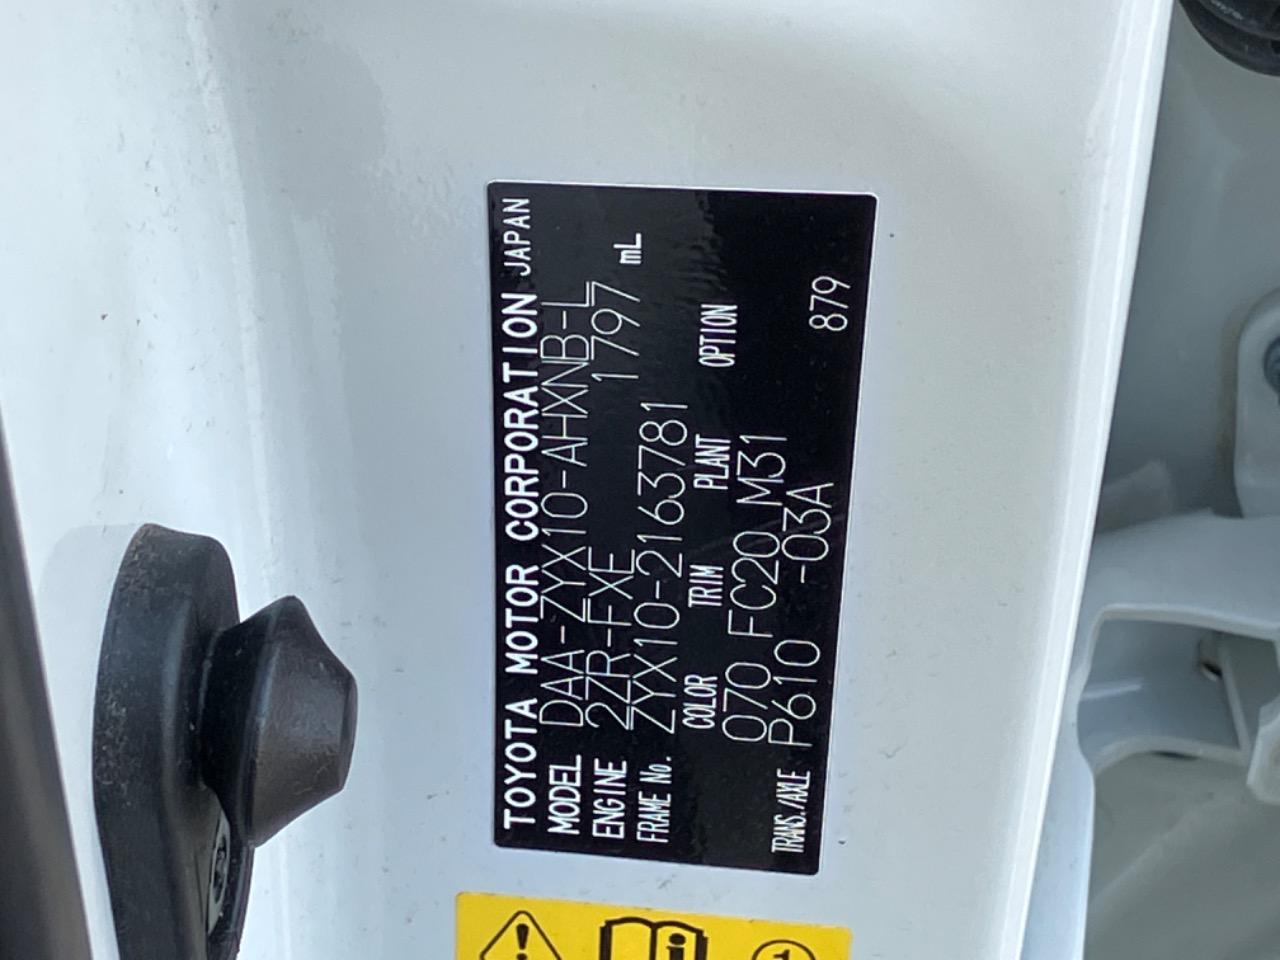 TOYOTA MOTOR CORPORATION JAPAN
MODEL DAA-ZYX10-AHXNB-L
ENGINE 2ZR-FXE 1797 mL
FRAME No. ZYX10-2163781
COLOR TRIM PLANT OPTION
070 FC20 M31
TRANS./AXLE P610 -03A 879
i
1